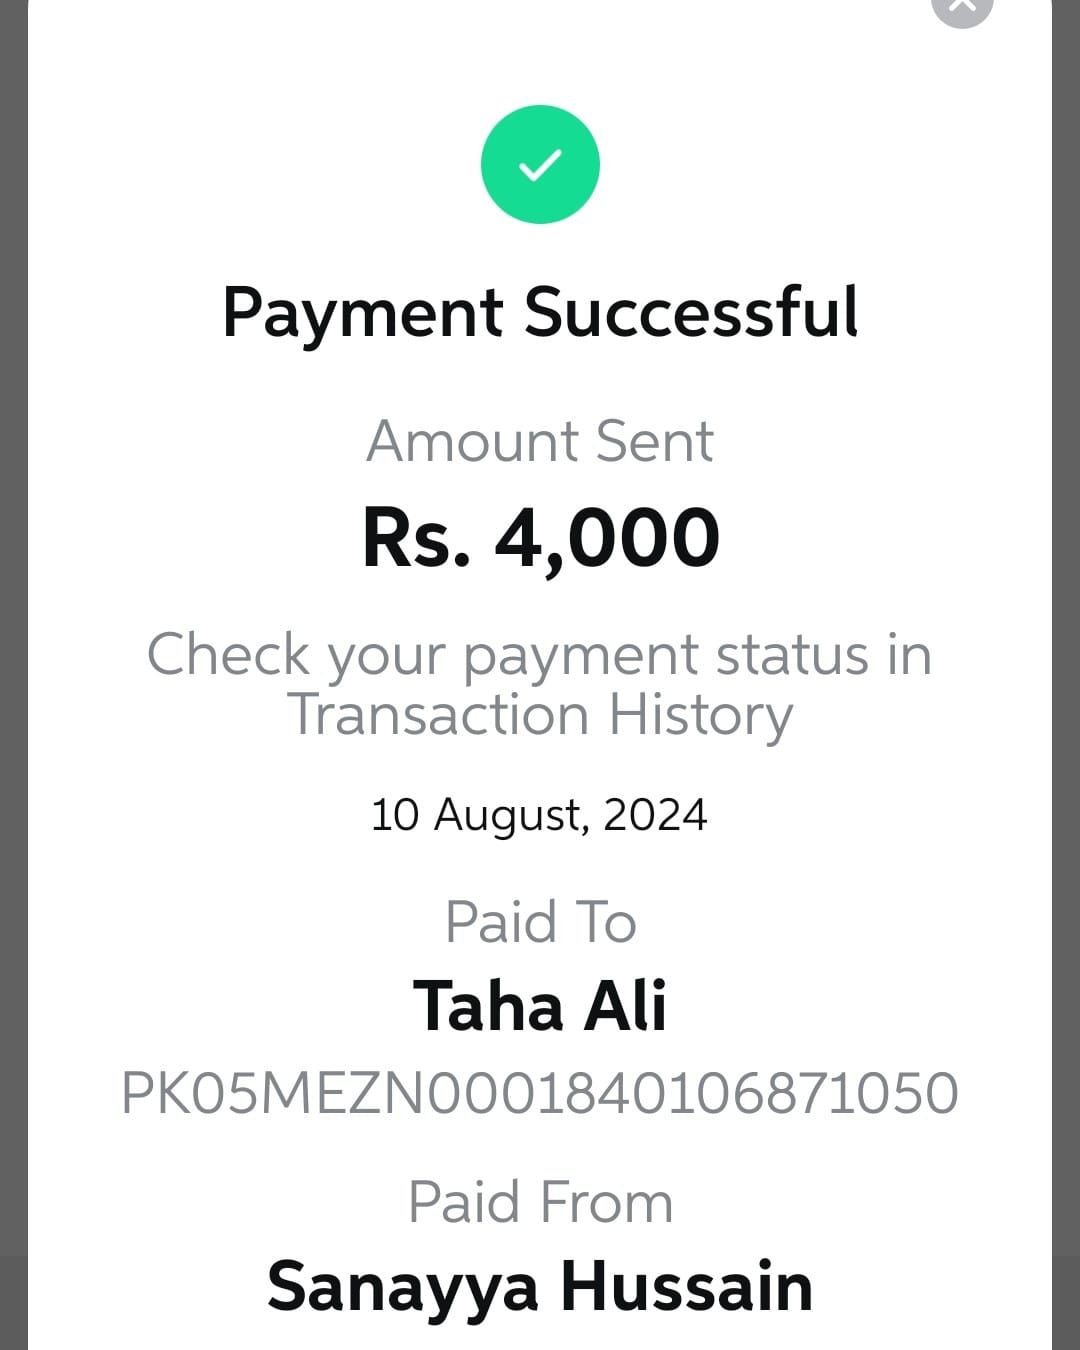 Payment Successful
Amount Sent
Rs. 4,000
Check your payment status in
Transaction History
10 August, 2024
Paid To
Taha Ali
PK05MEZN0001840106871050
Paid From
Sanayya Hussain